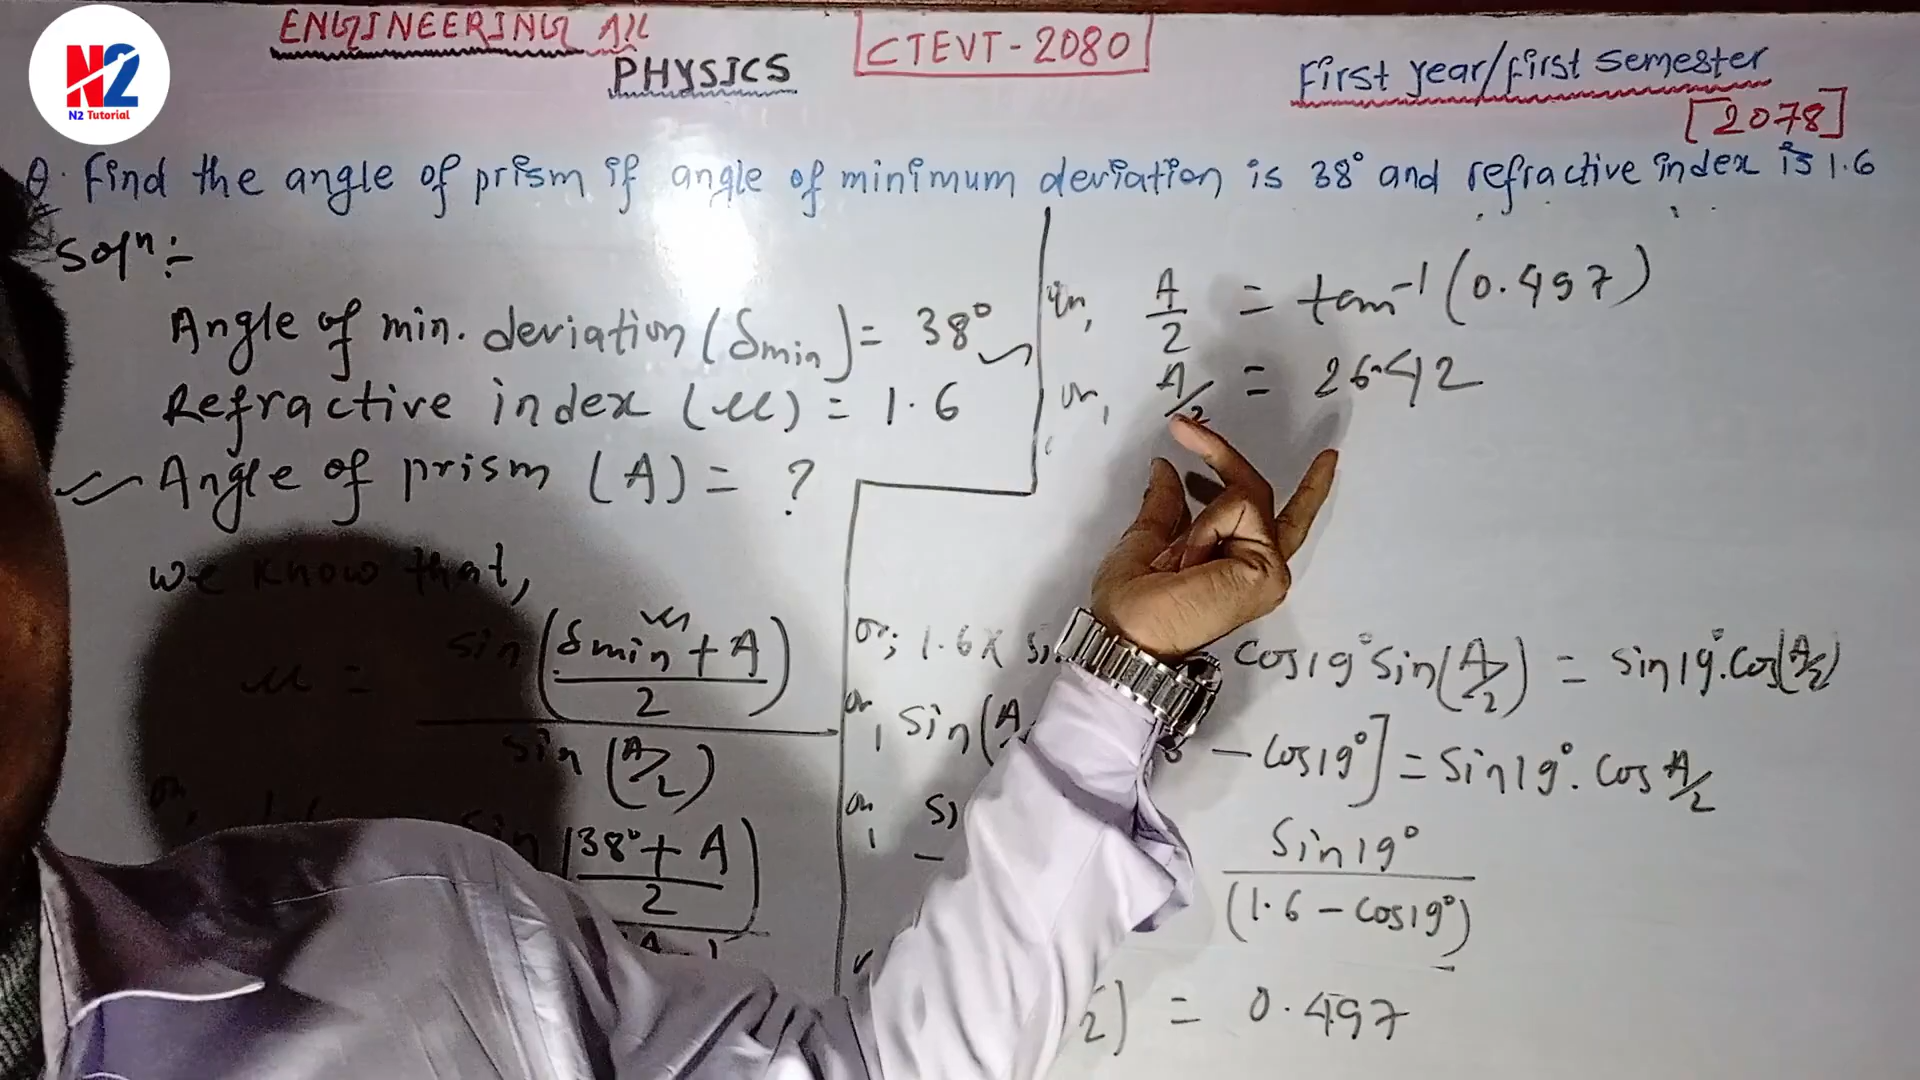 N2
N2 Tutorial
ENGINEERING All
PHYSICS
CTEVT-2080
First year/first semester
[2078]
Q. Find the angle of prism if angle of minimum deviation is 38° and refractive index is 1.6
Solⁿ:-
Angle of min. deviation (δmin) = 38°
Refractive index (μ) = 1.6
Angle of prism (A) = ?
we know that,
μ = sin((δmin + A)/2) / sin(A/2)
38° + A
2
or, 1.6 ×
cos19° sin(A/2) = sin19°. cos(A/2)
or, sin(A
- cos19°] = sin19°. cos A/2
or,
sin19°
(1.6 - cos19°)
2) = 0.497
or, A/2 = tan⁻¹(0.497)
or, A/2 = 26.42